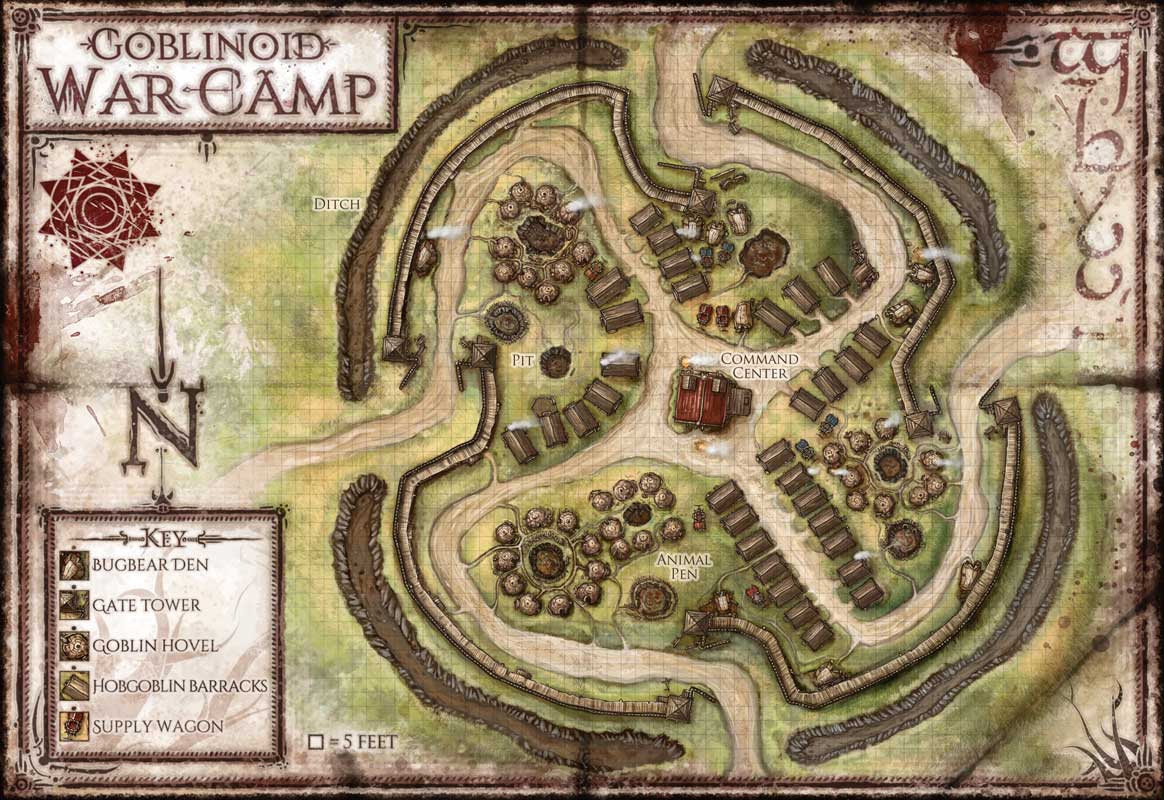 GOBLINOID
WAR CAMP
DITCH
PIT
COMMAND
CENTER
ANIMAL
PEN
N
KEY
BUGBEAR DEN
GATE TOWER
GOBLIN HOVEL
HOBGOBLIN BARRACKS
SUPPLY WAGON
= 5 FEET